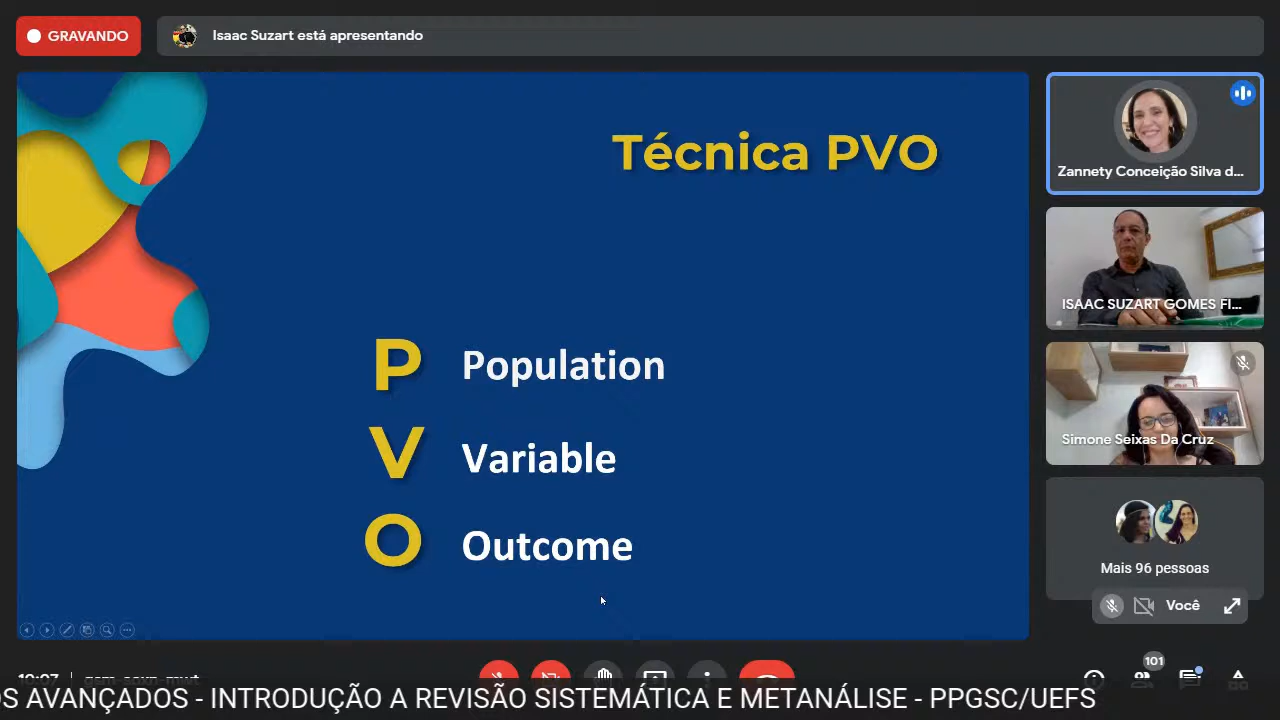 GRAVANDO
Isaac Suzart está apresentando
Técnica PVO
P Population
V Variable
O Outcome
Zannety Conceição Silva d...
ISAAC SUZART GOMES FI...
Simone Seixas Da Cruz
Mais 96 pessoas
Você
101
OS AVANÇADOS - INTRODUÇÃO A REVISÃO SISTEMÁTICA E METANÁLISE - PPGSC/UEFS